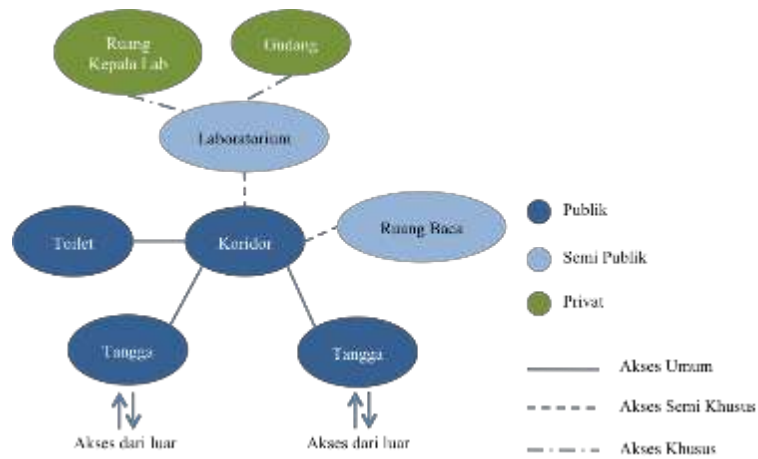 Ruang
Kepala Lab
Gudang
Laboratorium
Toilet
Koridor
Ruang Baca
Tangga
Tangga
Akses dari luar
Akses dari luar
Publik
Semi Publik
Privat
Akses Umum
Akses Semi Khusus
Akses Khusus